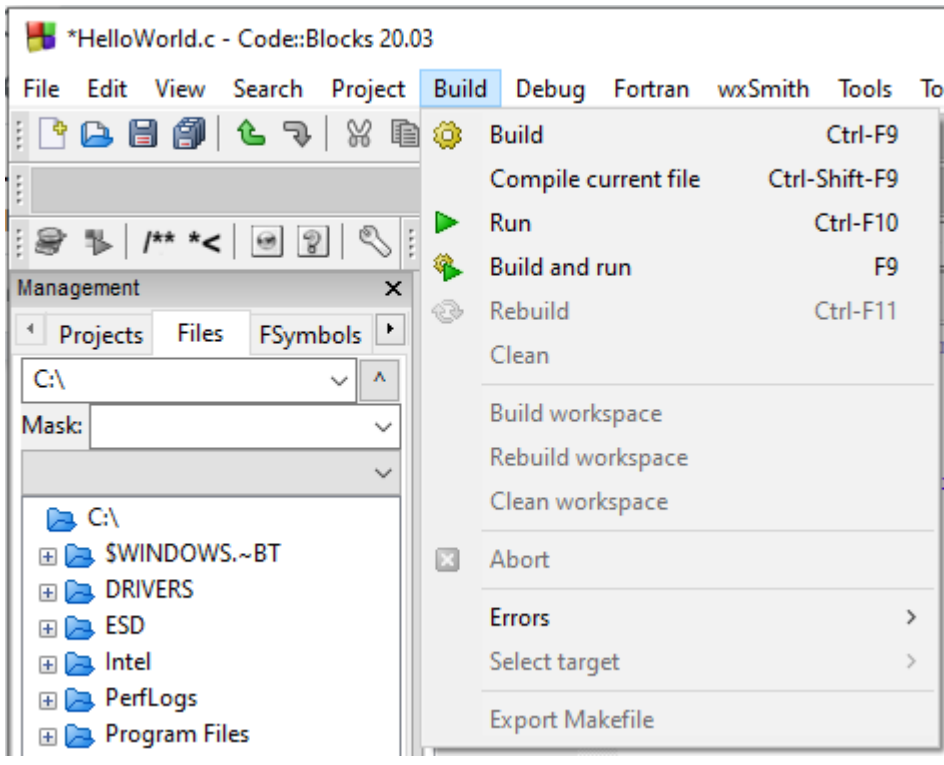 *HelloWorld.c - Code::Blocks 20.03
File Edit View Search Project Build Debug Fortran wxSmith Tools To
Build Ctrl-F9
Compile current file Ctrl-Shift-F9
Run Ctrl-F10
/** *<
Build and run F9
Management
Rebuild Ctrl-F11
Projects Files FSymbols
Clean
C:\
Build workspace
Mask:
Rebuild workspace
Clean workspace
C:\
$WINDOWS.~BT
Abort
DRIVERS
ESD
Errors
Intel
Select target
PerfLogs
Export Makefile
Program Files